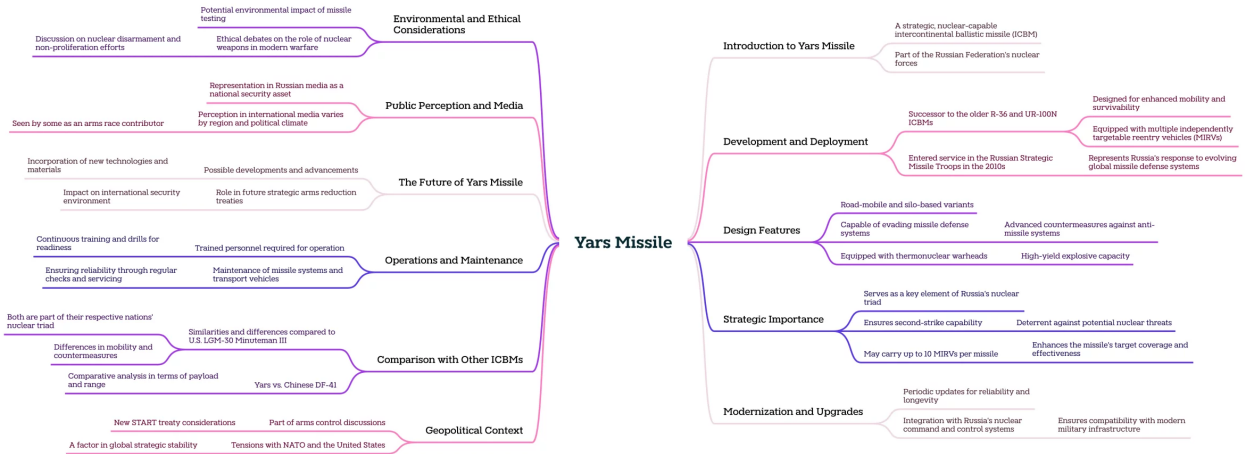 Yars Missile
Environmental and Ethical
Considerations
Potential environmental impact of missile
testing
Ethical debates on the role of nuclear
weapons in modern warfare
Discussion on nuclear disarmament and
non-proliferation efforts
Public Perception and Media
Representation in Russian media as a
national security asset
Perception in international media varies
by region and political climate
Seen by some as an arms race contributor
The Future of Yars Missile
Possible developments and advancements
Incorporation of new technologies and
materials
Role in future strategic arms reduction
treaties
Impact on international security
environment
Operations and Maintenance
Trained personnel required for operation
Continuous training and drills for
readiness
Maintenance of missile systems and
transport vehicles
Ensuring reliability through regular
checks and servicing
Comparison with Other ICBMs
Similarities and differences compared to
U.S. LGM-30 Minuteman III
Both are part of their respective nations'
nuclear triad
Differences in mobility and
countermeasures
Yars vs. Chinese DF-41
Comparative analysis in terms of payload
and range
Geopolitical Context
Part of arms control discussions
New START treaty considerations
Tensions with NATO and the United States
A factor in global strategic stability
Introduction to Yars Missile
A strategic, nuclear-capable
intercontinental ballistic missile (ICBM)
Part of the Russian Federation's nuclear
forces
Development and Deployment
Successor to the older R-36 and UR-100N
ICBMs
Designed for enhanced mobility and
survivability
Equipped with multiple independently
targetable reentry vehicles (MIRVs)
Entered service in the Russian Strategic
Missile Troops in the 2010s
Represents Russia's response to evolving
global missile defense systems
Design Features
Road-mobile and silo-based variants
Capable of evading missile defense
systems
Advanced countermeasures against anti-
missile systems
Equipped with thermonuclear warheads
High-yield explosive capacity
Strategic Importance
Serves as a key element of Russia's nuclear
triad
Ensures second-strike capability
Deterrent against potential nuclear threats
May carry up to 10 MIRVs per missile
Enhances the missile's target coverage and
effectiveness
Modernization and Upgrades
Periodic updates for reliability and
longevity
Integration with Russia's nuclear
command and control systems
Ensures compatibility with modern
military infrastructure